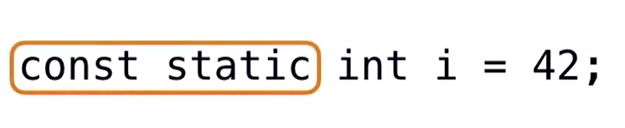 const static int i = 42;